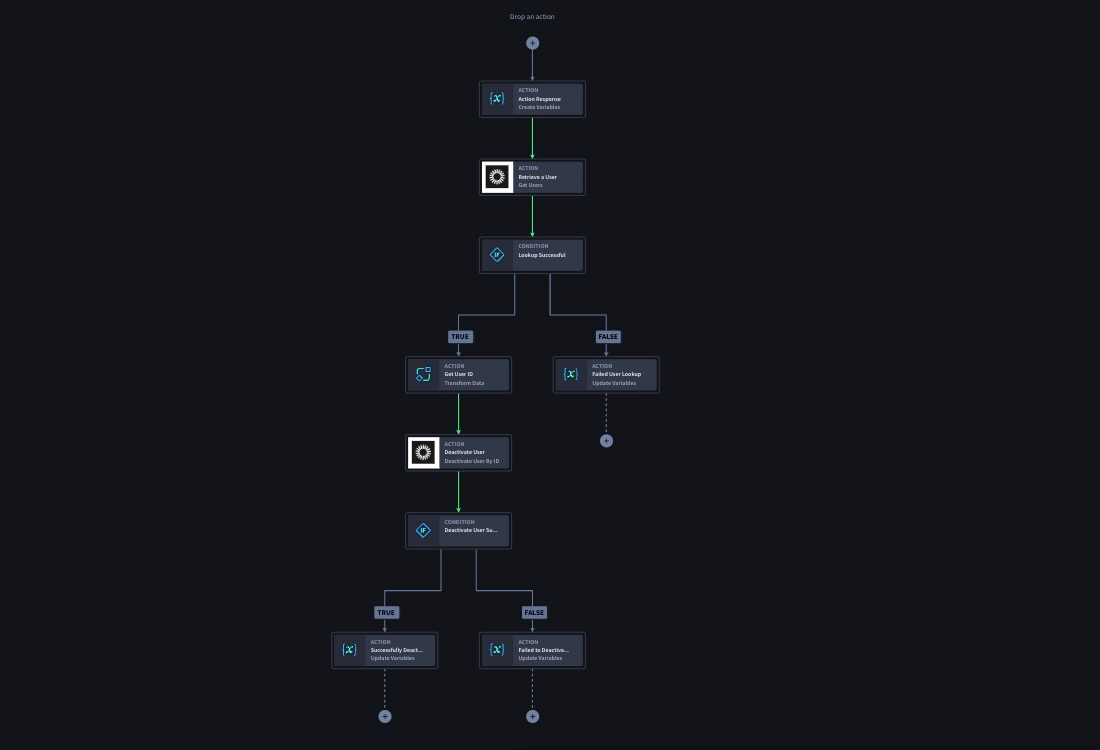 Drop an action
ACTION
Action Response
Create Variables
ACTION
Retrieve a User
Get Users
CONDITION
Lookup Successful
TRUE
FALSE
ACTION
Get User ID
Transform Data
ACTION
Failed User Lookup
Update Variables
ACTION
Deactivate User
Deactivate User By ID
CONDITION
Deactivate User Su...
TRUE
FALSE
ACTION
Successfully Deact...
Update Variables
ACTION
Failed to Deactiva...
Update Variables